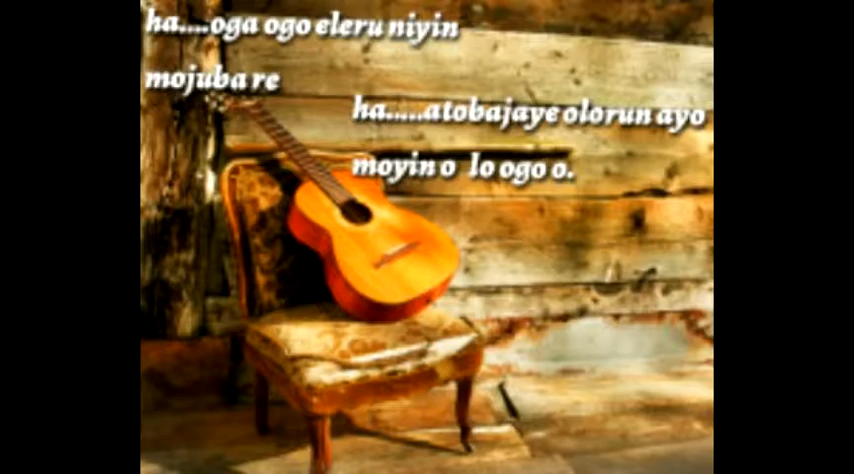 ha....oga ogo eleru niyin
mojuba re
ha.....atobajaye olorun ayo
moyin o lo ogo o.